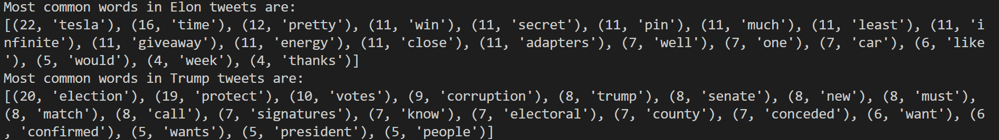 Most common words in Elon tweets are:
[(22, 'tesla'), (16, 'time'), (12, 'pretty'), (11, 'win'), (11, 'secret'), (11, 'pin'), (11, 'much'), (11, 'least'), (11, 'i
nfinite'), (11, 'giveaway'), (11, 'energy'), (11, 'close'), (11, 'adapters'), (7, 'well'), (7, 'one'), (7, 'car'), (6, 'like
'), (5, 'would'), (4, 'week'), (4, 'thanks')]
Most common words in Trump tweets are:
[(20, 'election'), (19, 'protect'), (10, 'votes'), (9, 'corruption'), (8, 'trump'), (8, 'senate'), (8, 'new'), (8, 'must'),
(8, 'match'), (8, 'call'), (7, 'signatures'), (7, 'know'), (7, 'electoral'), (7, 'county'), (7, 'conceded'), (6, 'want'), (6
, 'confirmed'), (5, 'wants'), (5, 'president'), (5, 'people')]